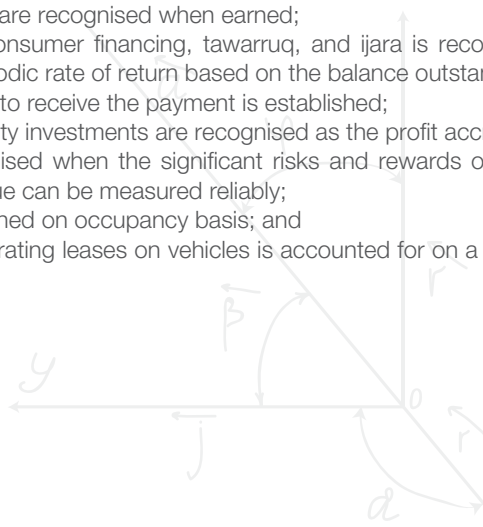 are recognised when earned;
onsumer financing, tawarruq, and ijara is reco
odic rate of return based on the balance outstar
to receive the payment is established;
ty investments are recognised as the profit accr
ised when the significant risks and rewards o
ue can be measured reliably;
ned on occupancy basis; and
rating leases on vehicles is accounted for on a
r
β
y
0
j
r
d